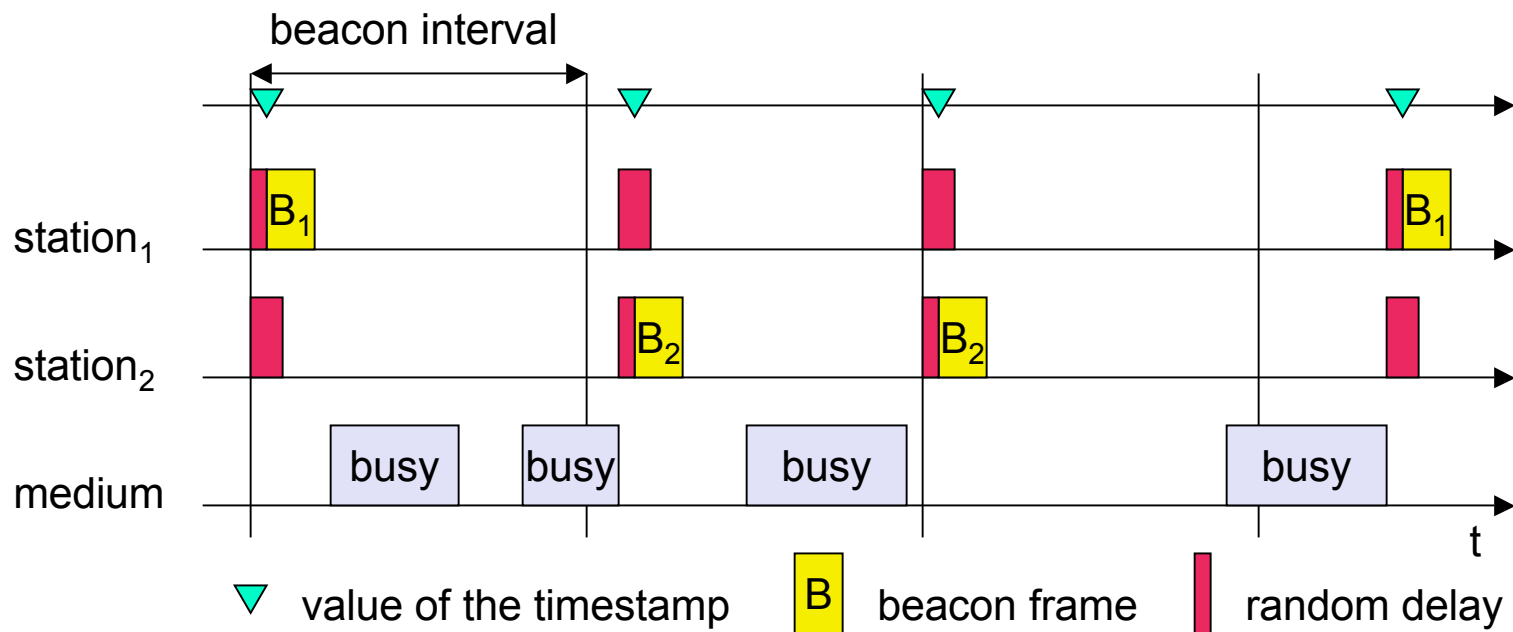 beacon interval
station₁ B₁ B₁
station₂ B₂ B₂
medium busy busy busy busy
t
value of the timestamp B beacon frame random delay